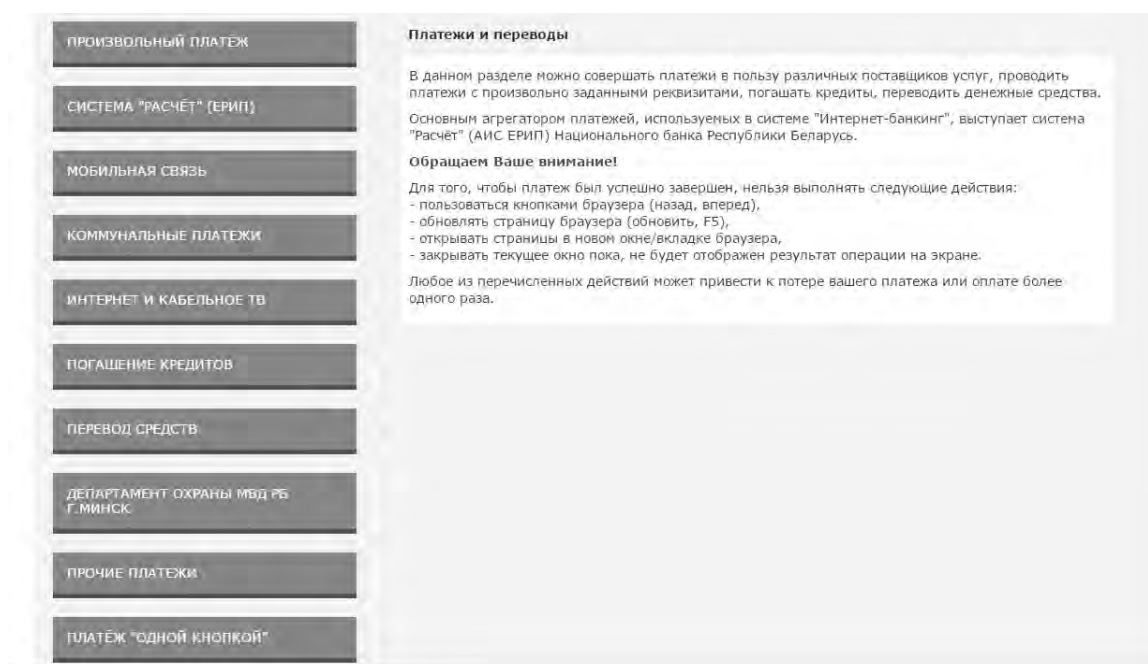 ПРОИЗВОЛЬНЫЙ ПЛАТЕЖ
СИСТЕМА "РАСЧЁТ" (ЕРИП)
МОБИЛЬНАЯ СВЯЗЬ
КОММУНАЛЬНЫЕ ПЛАТЕЖИ
ИНТЕРНЕТ И КАБЕЛЬНОЕ ТВ
ПОГАШЕНИЕ КРЕДИТОВ
ПЕРЕВОД СРЕДСТВ
ДЕПАРТАМЕНТ ОХРАНЫ МВД РБ
Г.МИНСК
ПРОЧИЕ ПЛАТЕЖИ
ПЛАТЁЖ "ОДНОЙ КНОПКОЙ"
Платежи и переводы
В данном разделе можно совершать платежи в пользу различных поставщиков услуг, проводить
платежи с произвольно заданными реквизитами, погашать кредиты, переводить денежные средства.
Основным агрегатором платежей, используемых в системе "Интернет-банкинг", выступает система
"Расчёт" (АИС ЕРИП) Национального банка Республики Беларусь.
Обращаем Ваше внимание!
Для того, чтобы платеж был успешно завершен, нельзя выполнять следующие действия:
- пользоваться кнопками браузера (назад, вперед),
- обновлять страницу браузера (обновить, F5),
- открывать страницы в новом окне/вкладке браузера,
- закрывать текущее окно пока, не будет отображен результат операции на экране.
Любое из перечисленных действий может привести к потере вашего платежа или оплате более
одного раза.